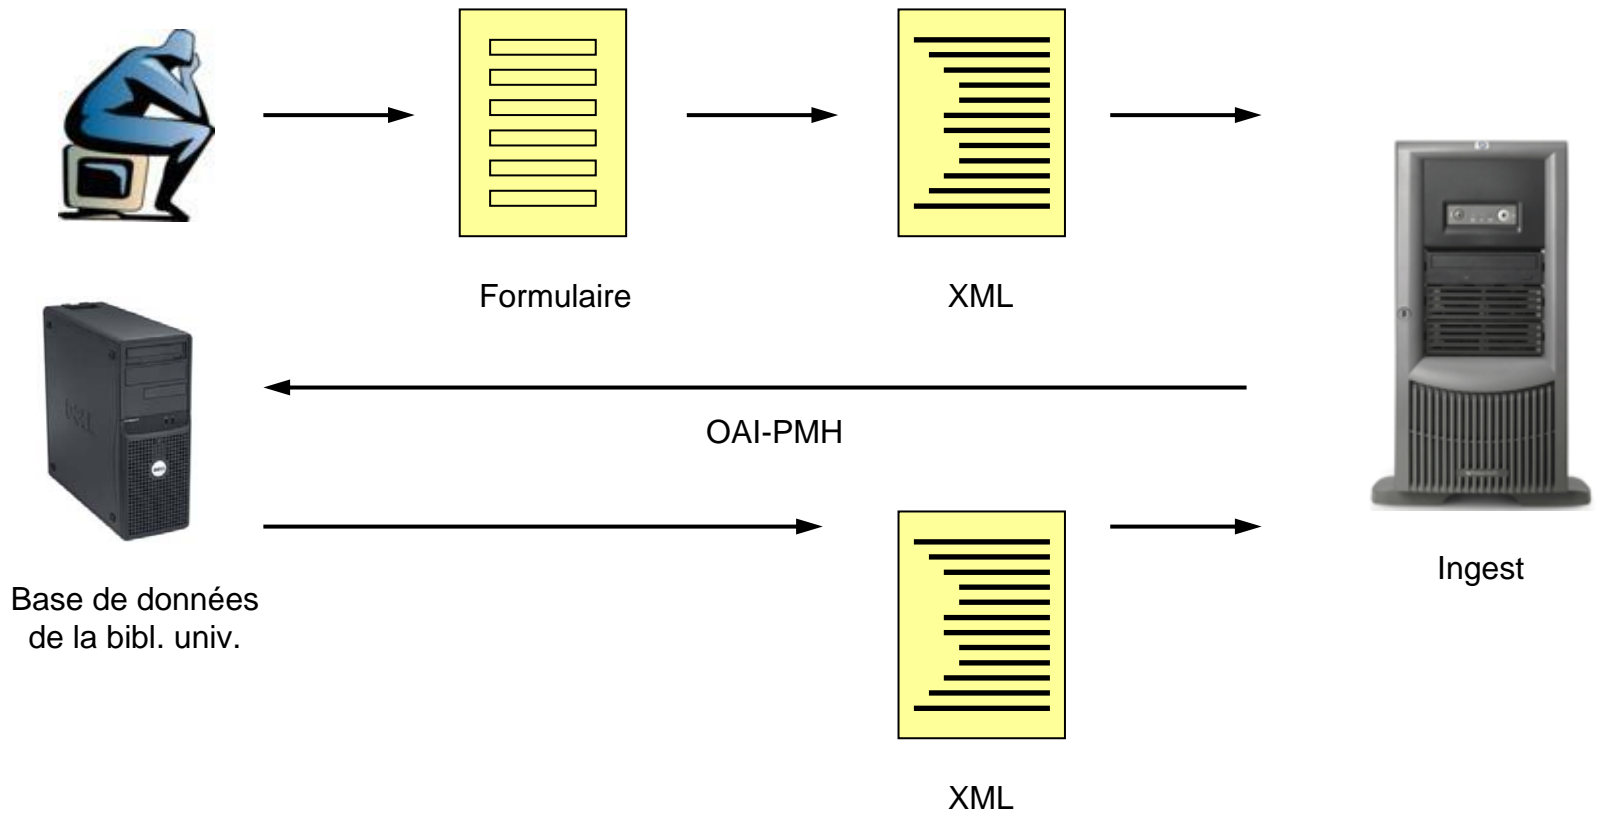 Formulaire
XML
OAI-PMH
Ingest
Base de données
de la bibl. univ.
XML